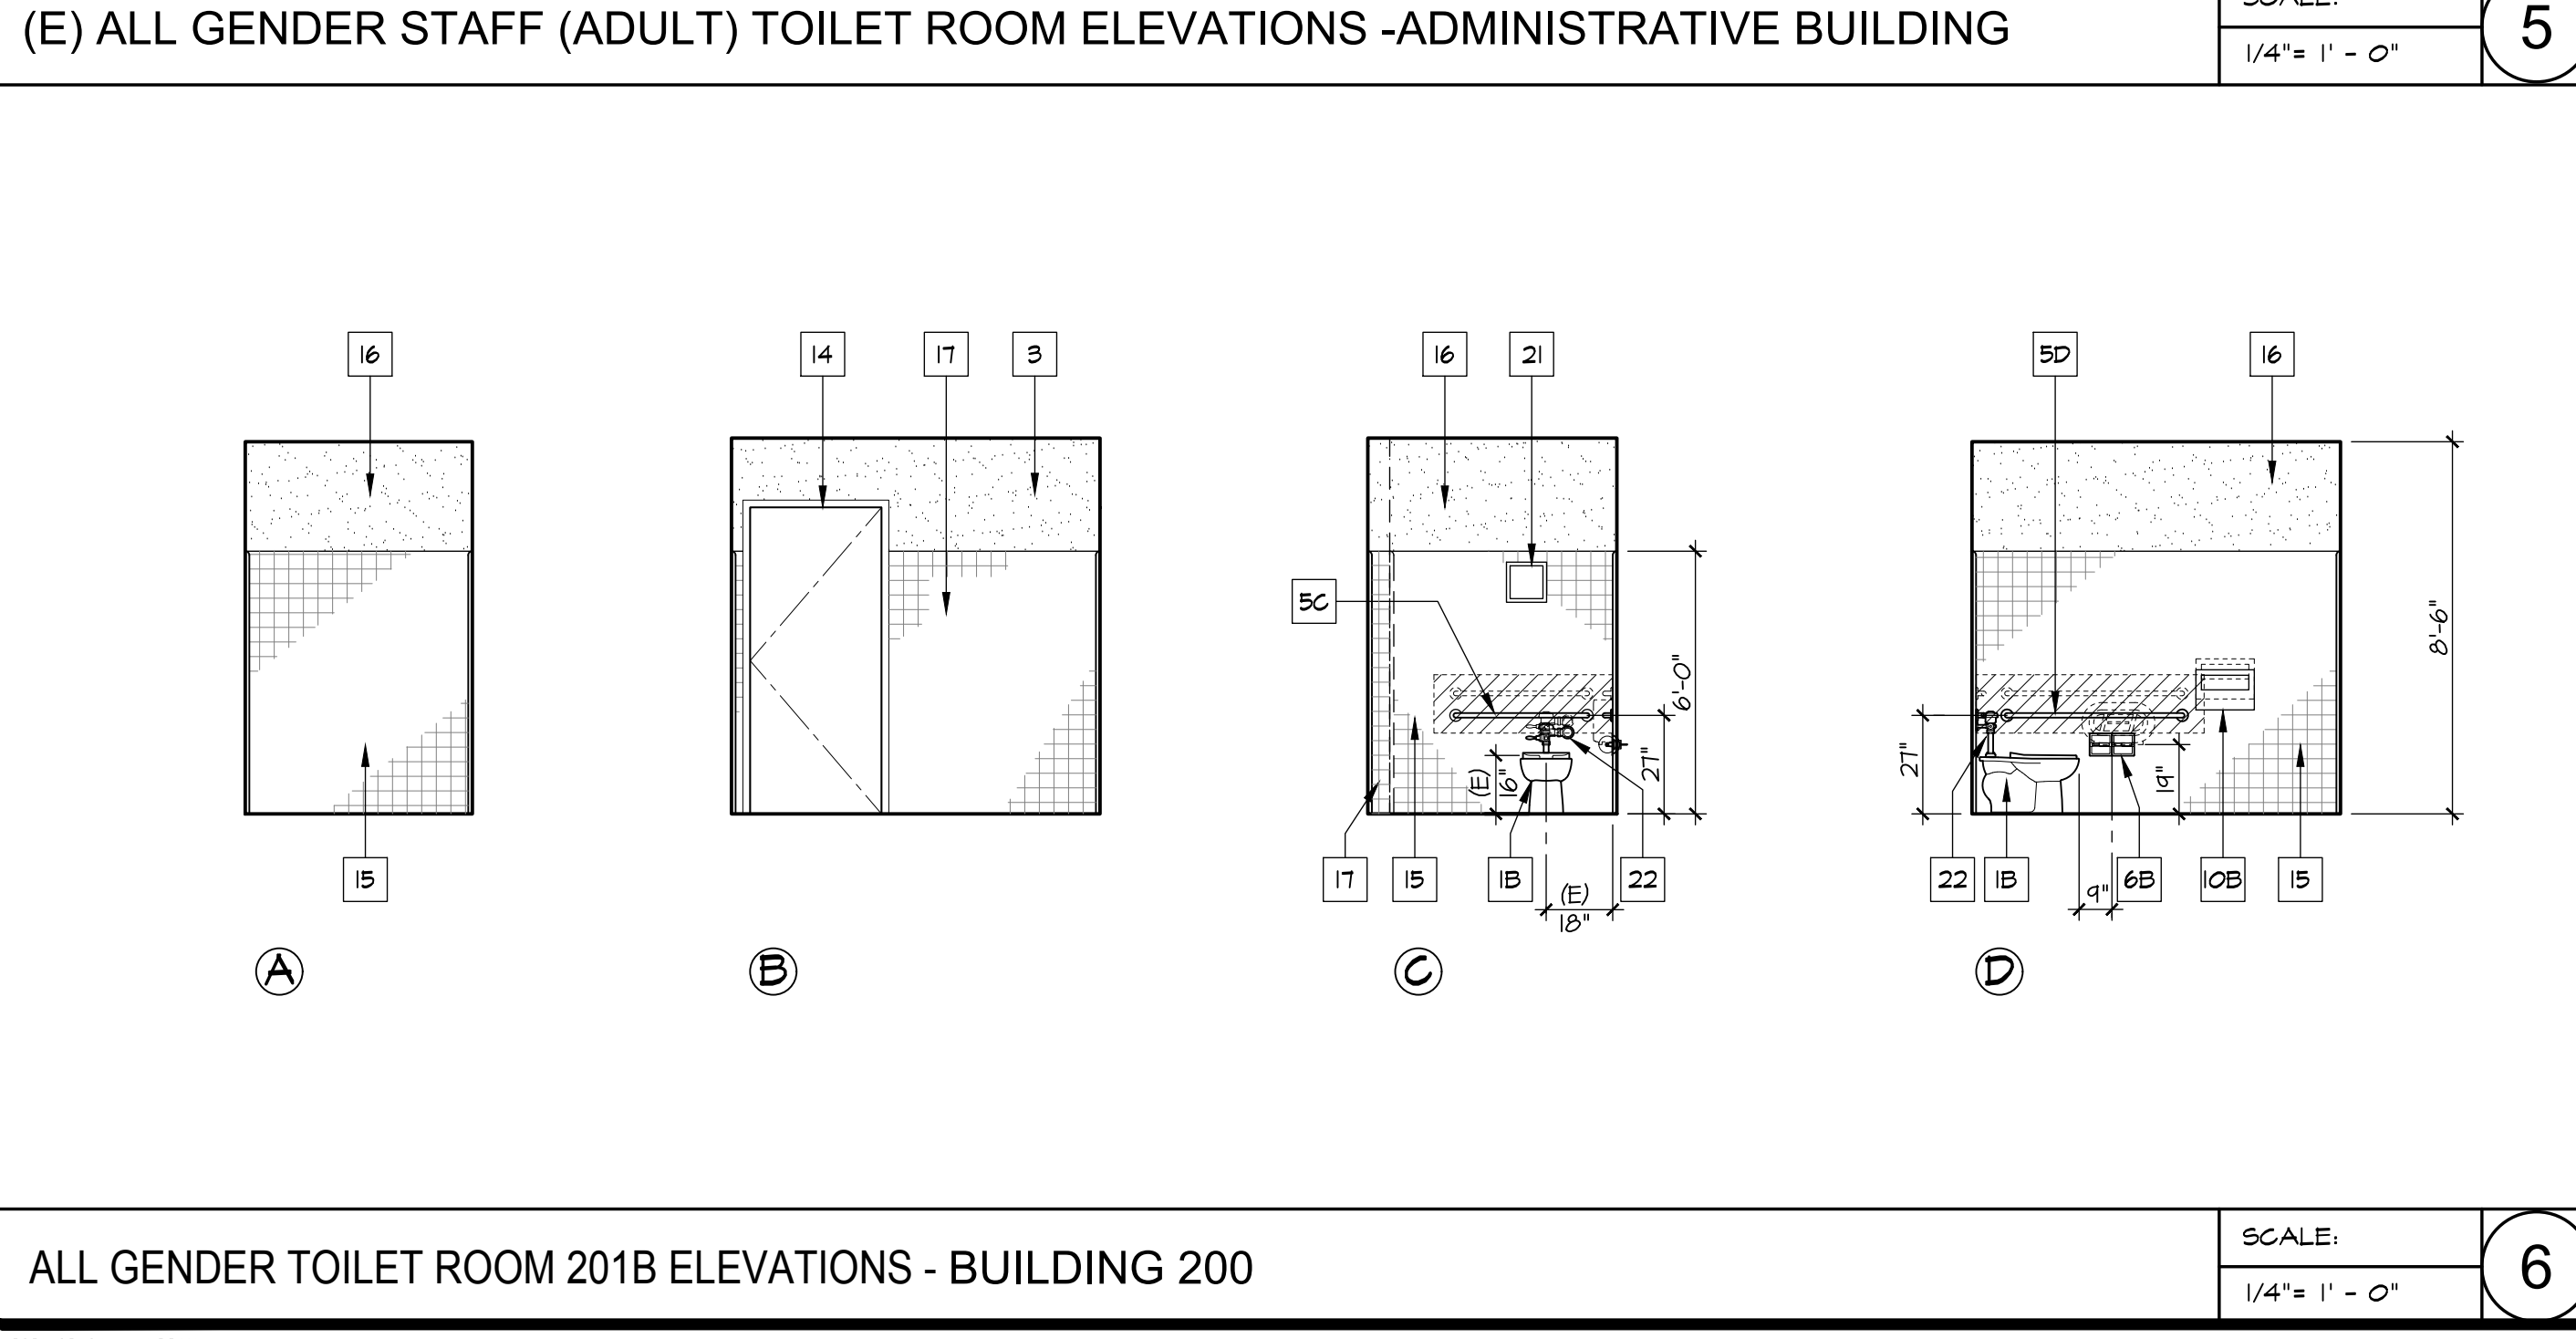 (E) ALL GENDER STAFF (ADULT) TOILET ROOM ELEVATIONS -ADMINISTRATIVE BUILDING
SCALE:
1/4"= 1' - 0"
5
16
14
17
3
16
21
5D
16
5C
6'-0"
8'-6"
(E)
16"
27"
27"
19"
15
17
15
1B
22
(E)
18"
22
1B
9"
6B
10B
15
A
B
C
D
ALL GENDER TOILET ROOM 201B ELEVATIONS - BUILDING 200
SCALE:
1/4"= 1' - 0"
6